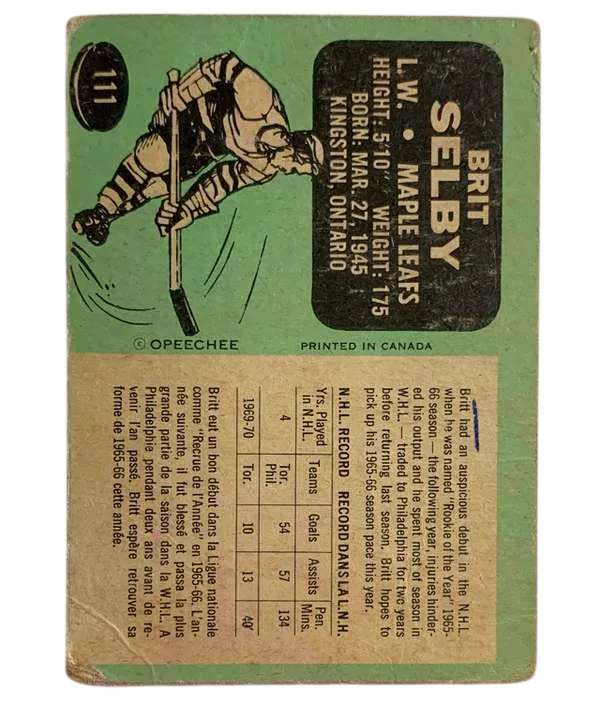 111
BRIT
SELBY
L.W. • MAPLE LEAFS
HEIGHT: 5'10" WEIGHT: 175
BORN: MAR. 27, 1945
KINGSTON, ONTARIO
© OPEECHEE
PRINTED IN CANADA
Britt had an auspicious debut in the N.H.L.
when he was named "Rookie of the Year" 1965-
66 season — the following year, injuries hinder-
ed his output and he spent most of season in
W.H.L. — traded to Philadelphia for two years
before returning last season. Britt hopes to
pick up his 1965-66 season pace this year.
N.H.L. RECORD RECORD DANS LA L.N.H.
Yrs. Played in N.H.L. Teams Goals Assists Pen. Mins.
4 Tor. Phil. 54 57 134
1969-70 Tor. 10 13 40
Britt eut un bon début dans la Ligue nationale
comme "Recrue de l'Année" en 1965-66. L'an-
née suivante, il fut blessé et passa la plus
grande partie de la saison dans la W.H.L. A
Philadelphie pendant deux ans avant de re-
venir l'an passé, Britt espère retrouver sa
forme de 1965-66 cette année.